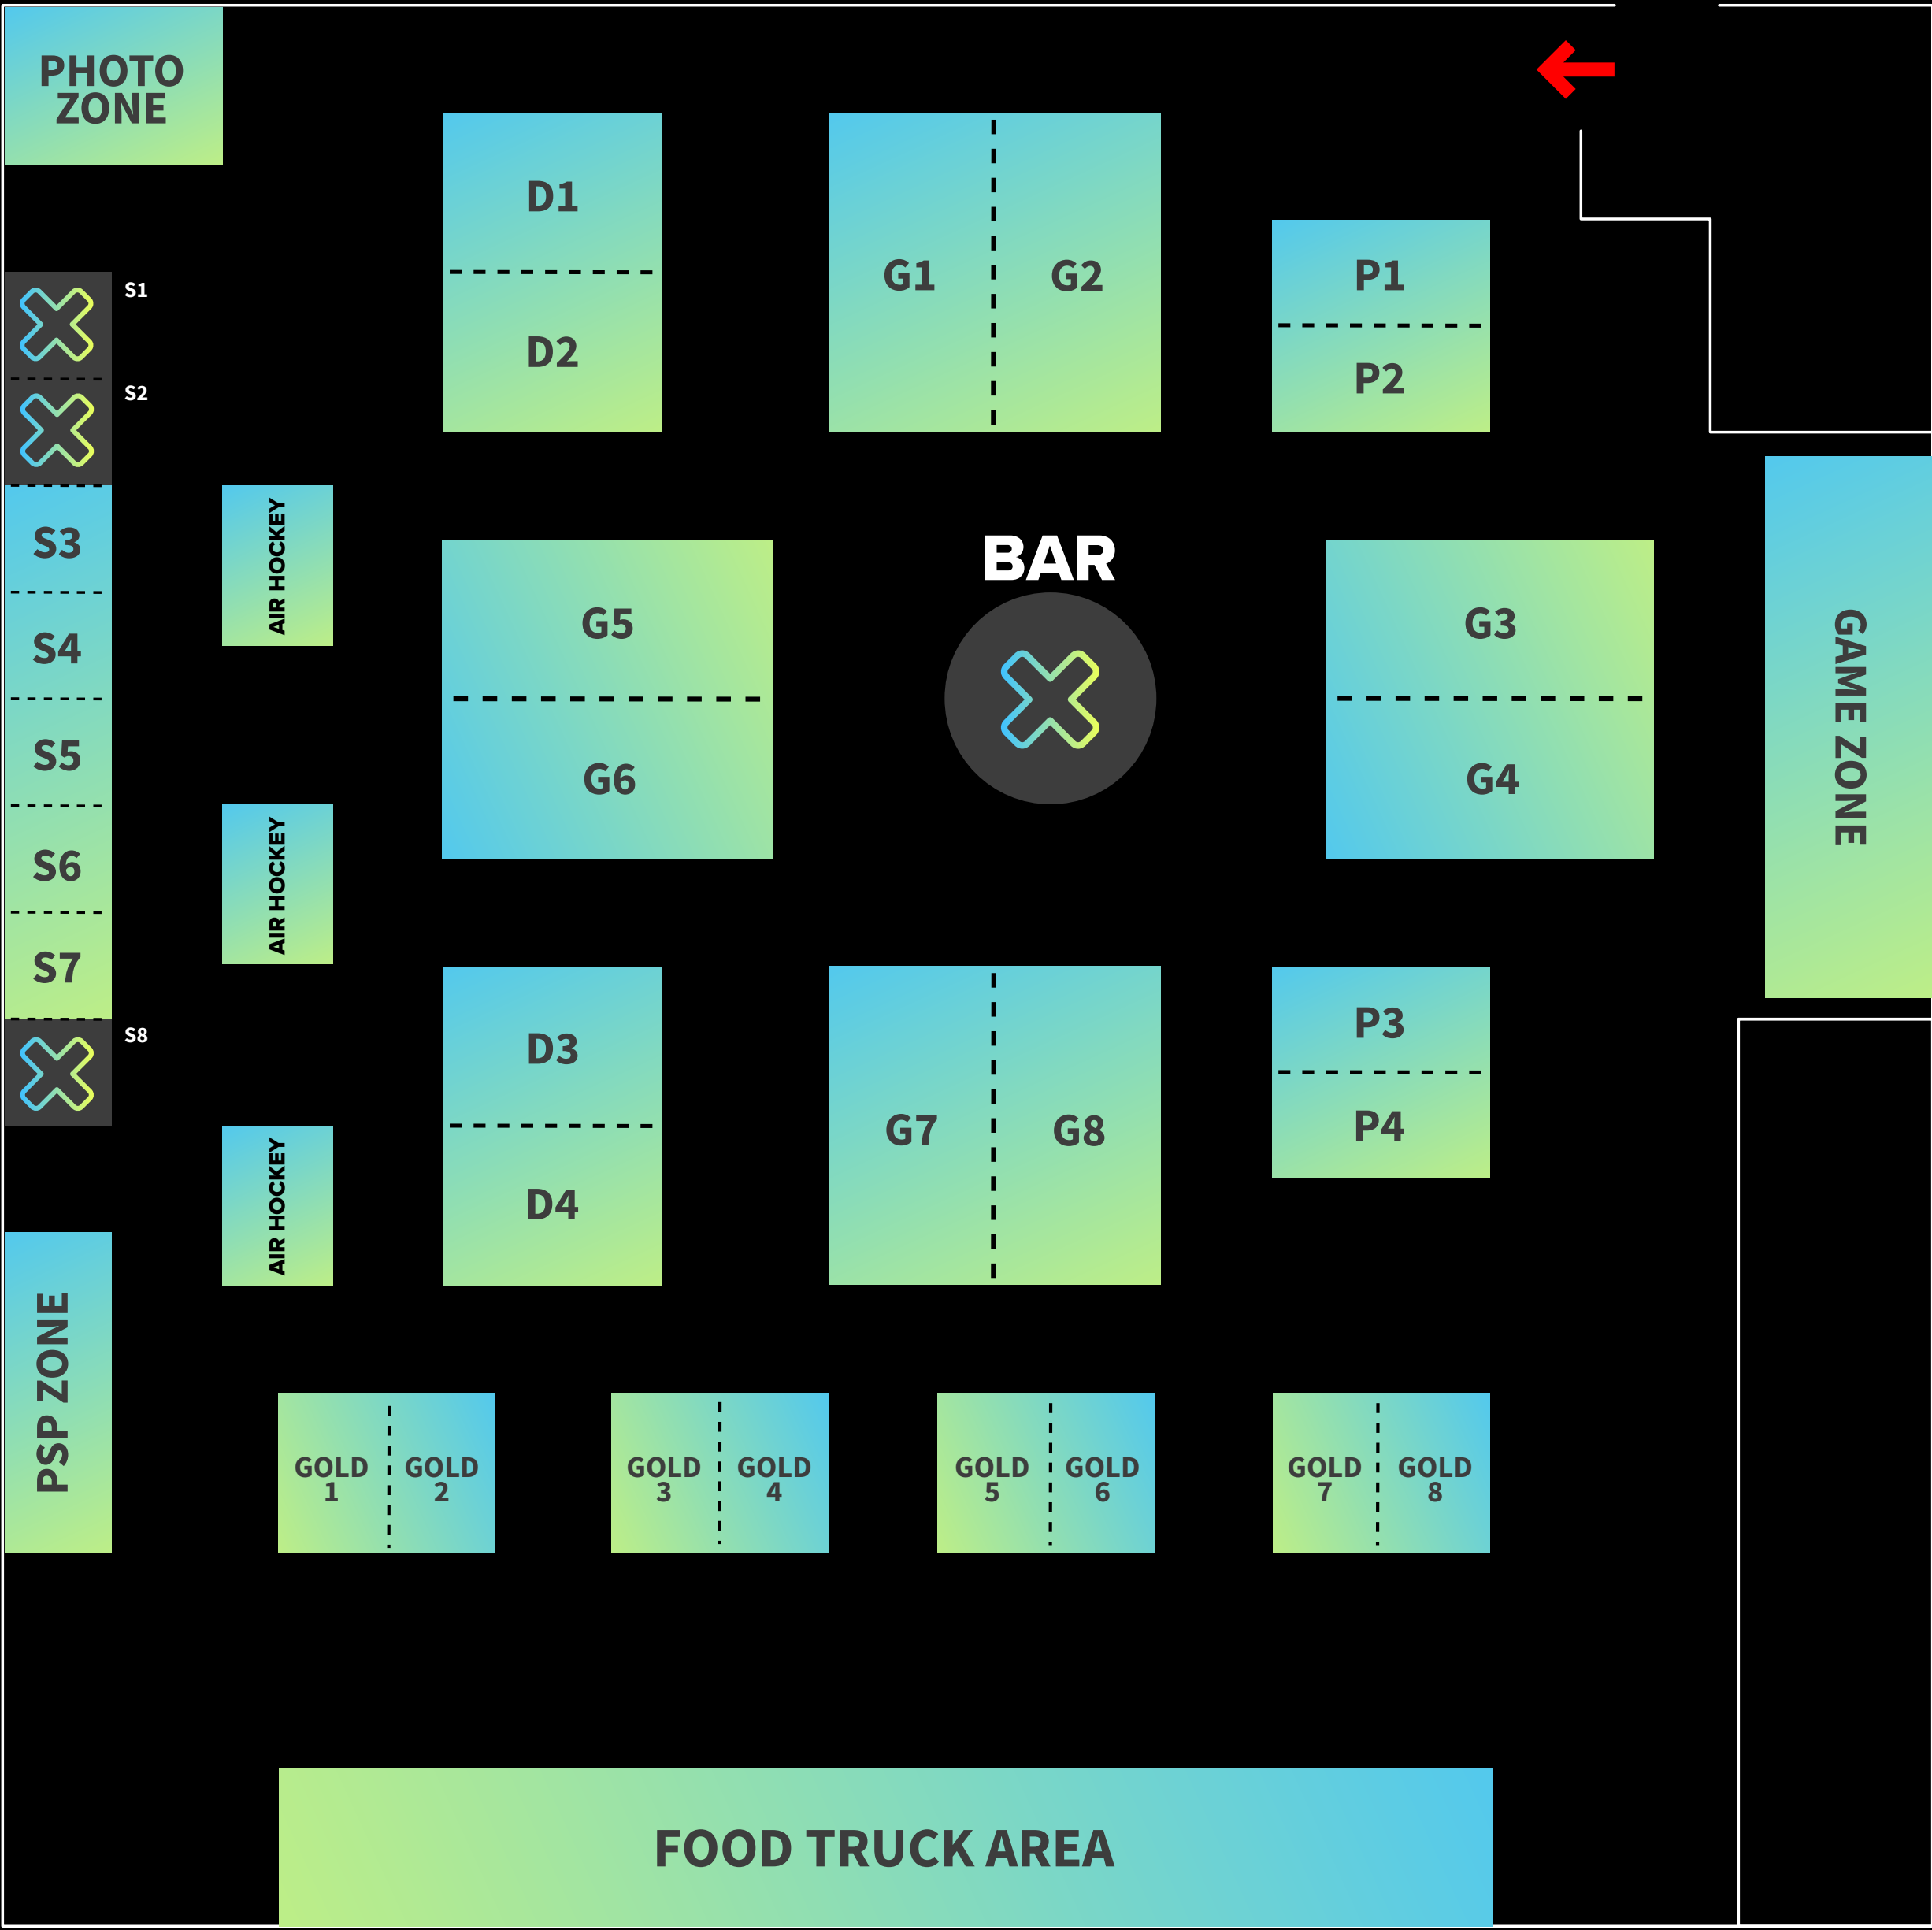 PHOTO
ZONE
D1
D2
G1
G2
P1
P2
S1
S2
S3
S4
S5
S6
S7
S8
AIR HOCKEY
AIR HOCKEY
AIR HOCKEY
G5
G6
BAR
G3
G4
GAME ZONE
D3
D4
G7
G8
P3
P4
PSP ZONE
GOLD
1
GOLD
2
GOLD
3
GOLD
4
GOLD
5
GOLD
6
GOLD
7
GOLD
8
FOOD TRUCK AREA